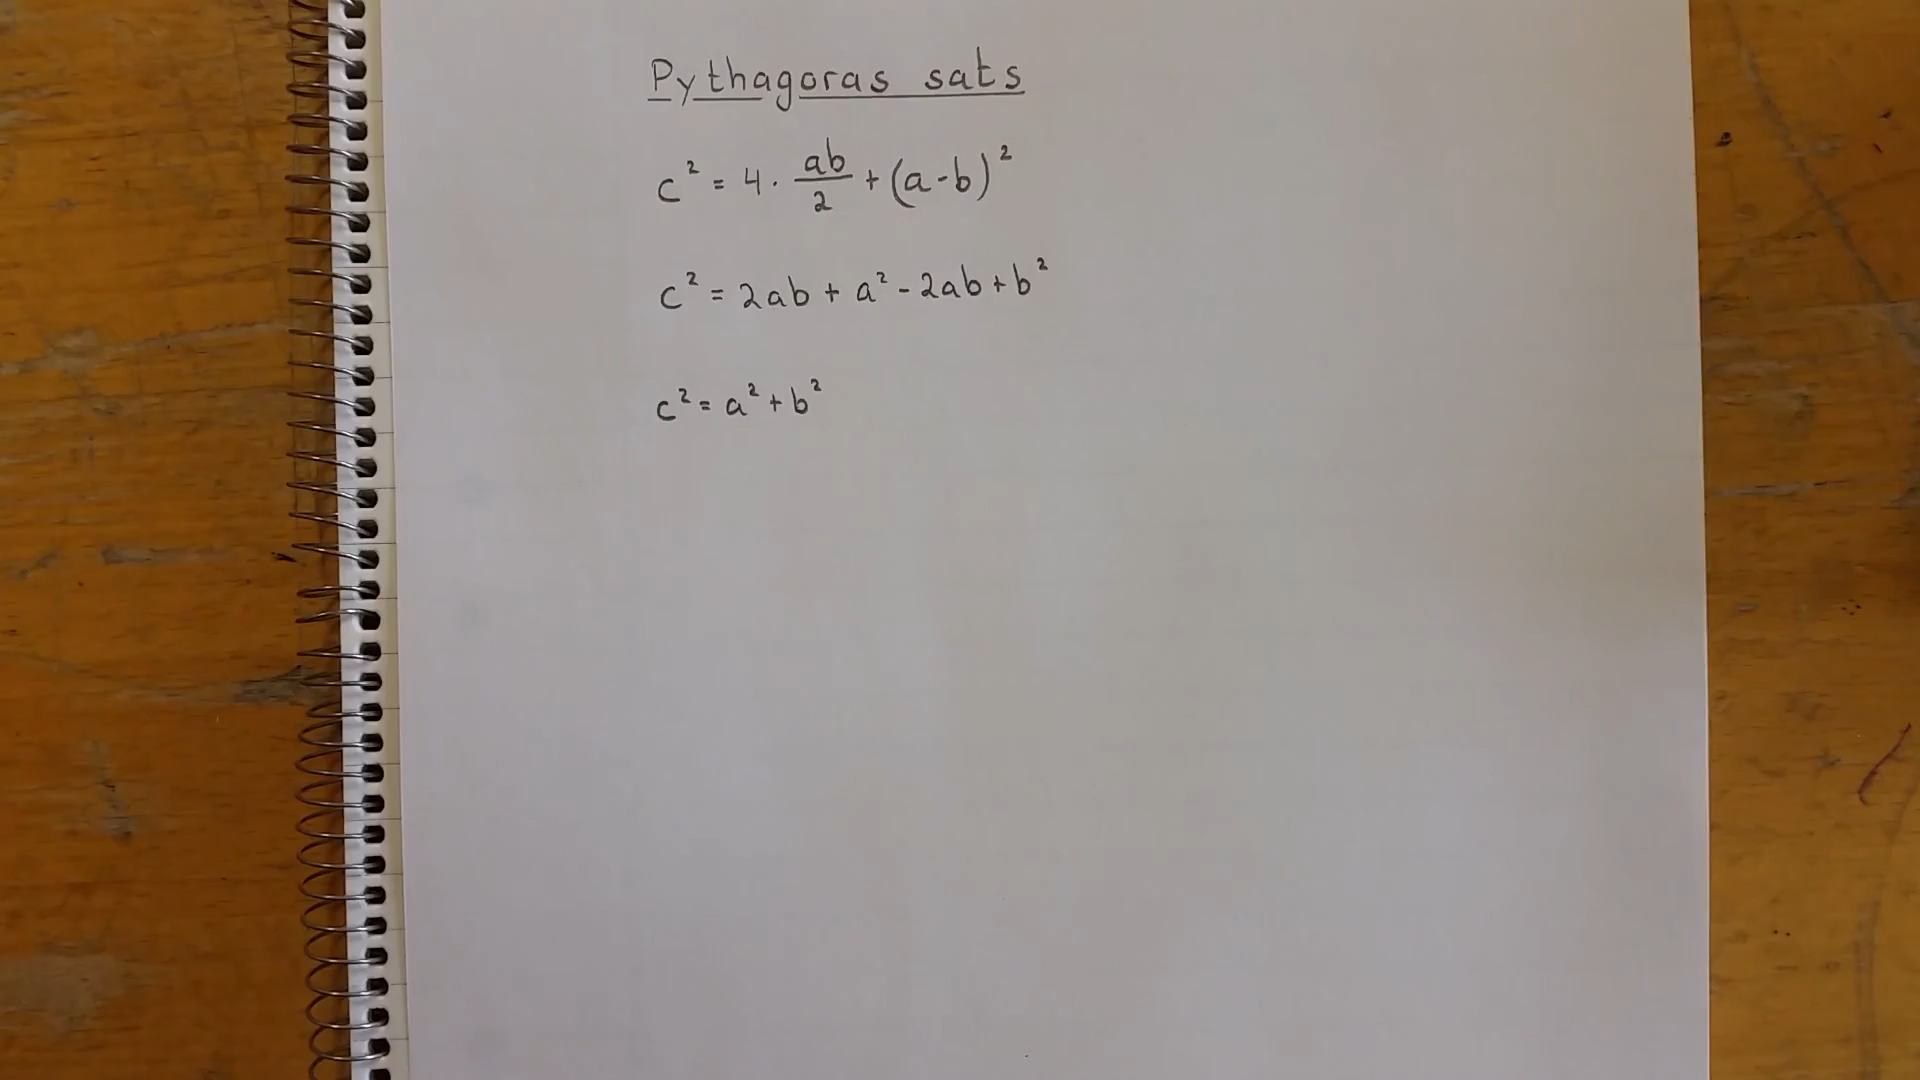 Pythagoras sats
c² = 4 · ab/2 + (a - b)²
c² = 2ab + a² - 2ab + b²
c² = a² + b²